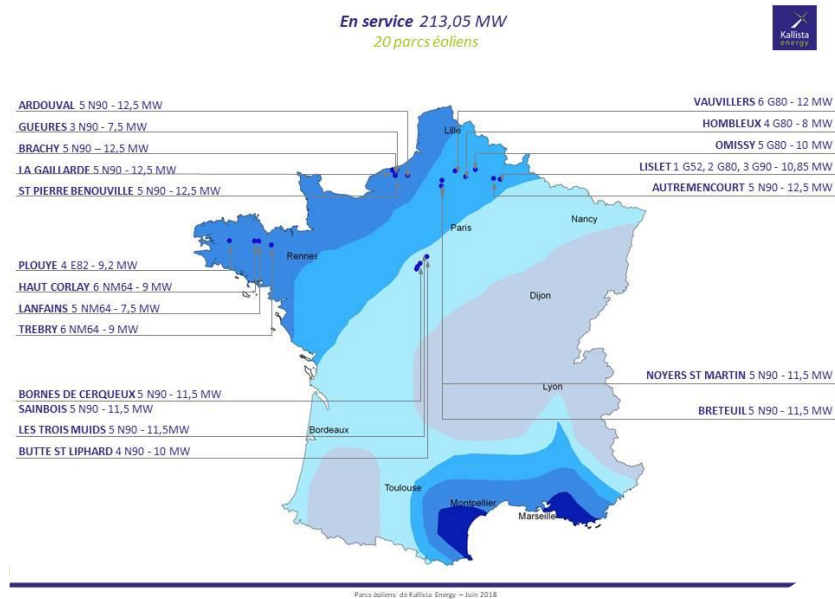 En service 213,05 MW
20 parcs éoliens
Kallista
energy
ARDOUVAL 5 N90 - 12,5 MW
GUEURES 3 N90 - 7,5 MW
BRACHY 5 N90 – 12,5 MW
LA GAILLARDE 5 N90 - 12,5 MW
ST PIERRE BENOUVILLE 5 N90 - 12,5 MW
VAUVILLERS 6 G80 - 12 MW
HOMBLEUX 4 G80 - 8 MW
OMISSY 5 G80 - 10 MW
LISLET 1 G52, 2 G80, 3 G90 - 10,85 MW
AUTREMENCOURT 5 N90 - 12,5 MW
Lille
Paris
Nancy
Rennes
Dijon
Lyon
Bordeaux
Toulouse
Montpellier
Marseille
PLOUYE 4 E82 - 9,2 MW
HAUT CORLAY 6 NM64 - 9 MW
LANFAINS 5 NM64 - 7,5 MW
TREBRY 6 NM64 - 9 MW
BORNES DE CERQUEUX 5 N90 - 11,5 MW
SAINBOIS 5 N90 - 11,5 MW
LES TROIS MUIDS 5 N90 - 11,5MW
BUTTE ST LIPHARD 4 N90 - 10 MW
NOYERS ST MARTIN 5 N90 - 11,5 MW
BRETEUIL 5 N90 - 11,5 MW
Parcs éoliens de Kallista Energy – Juin 2018